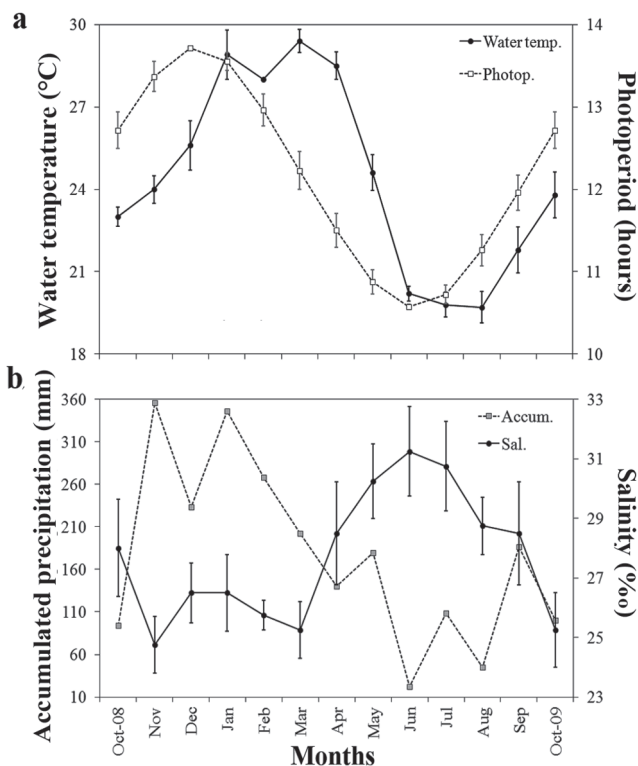 a
30
27
24
21
18
Water temperature (°C)
14
13
12
11
10
Photoperiod (hours)
Water temp.
Photop.
b
360
310
260
210
160
110
60
10
Accumulated precipitation (mm)
33
31
29
27
25
23
Salinity (‰)
Accum.
Sal.
Oct-08
Nov
Dec
Jan
Feb
Mar
Apr
May
Jun
Jul
Aug
Sep
Oct-09
Months